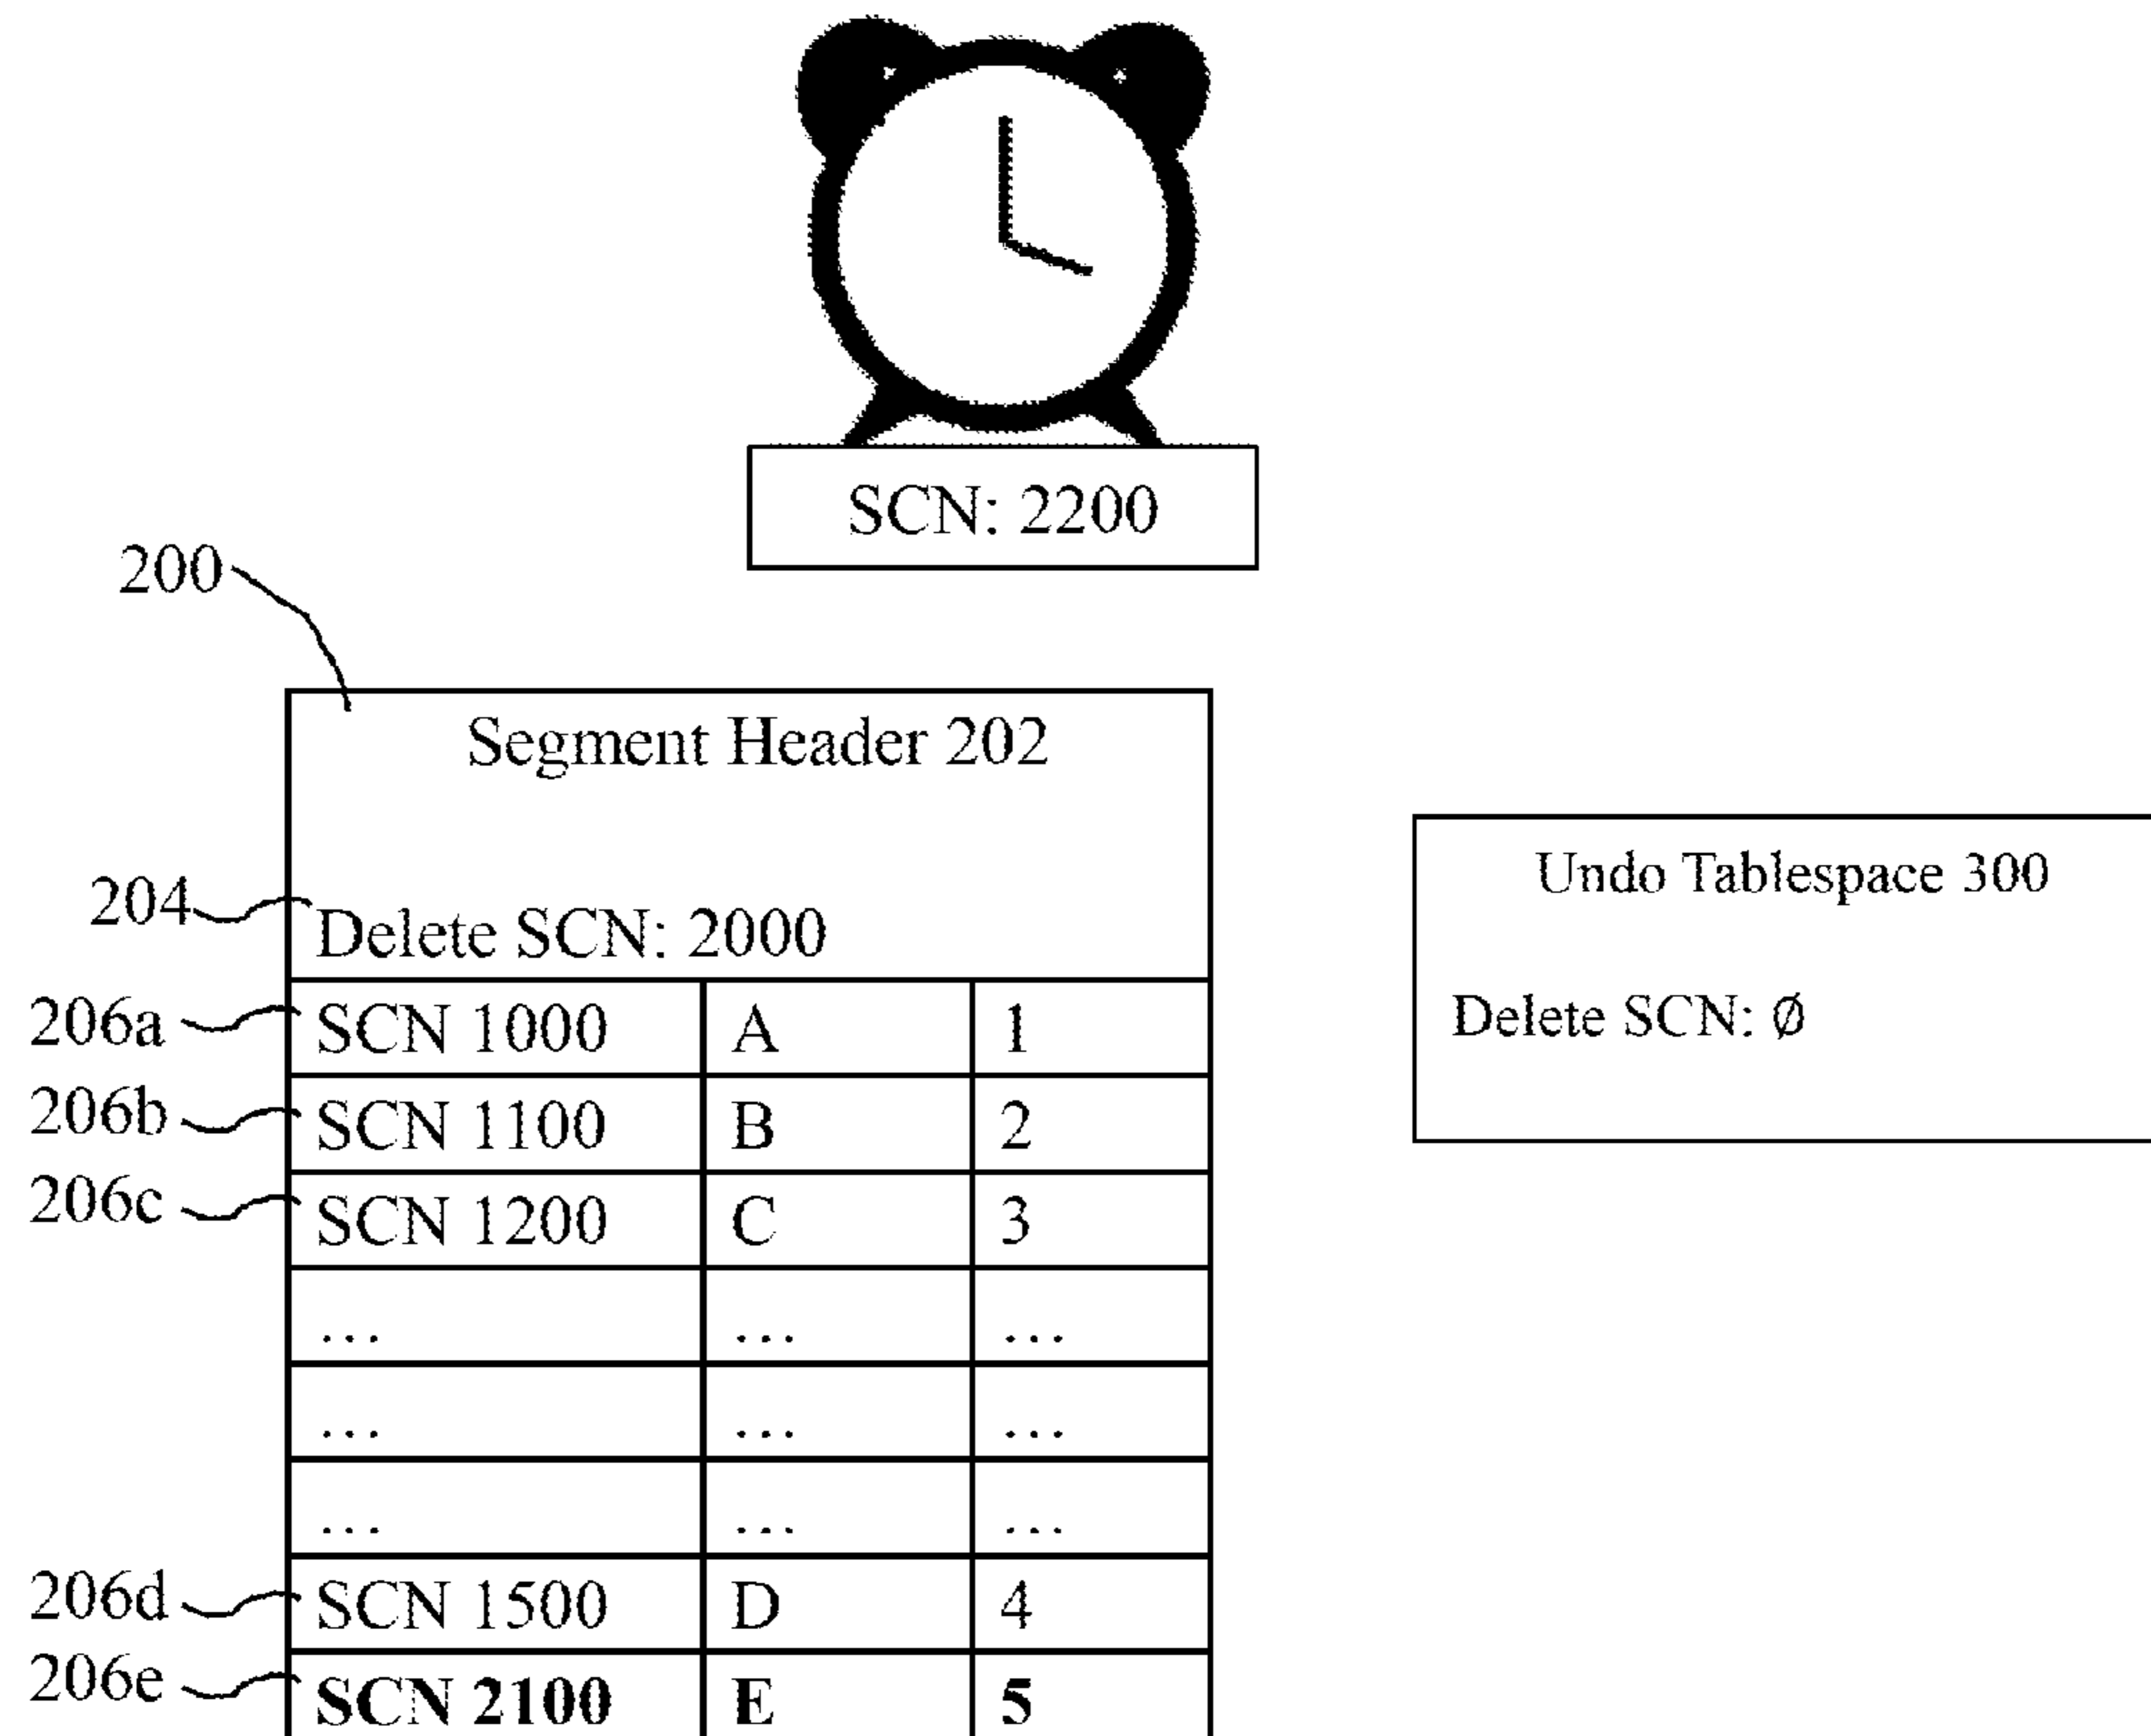 SCN: 2200
200
Segment Header 202
204 Delete SCN: 2000
Undo Tablespace 300
Delete SCN: Ø
206a SCN 1000 A 1
206b SCN 1100 B 2
206c SCN 1200 C 3
... ... ...
... ... ...
... ... ...
206d SCN 1500 D 4
206e SCN 2100 E 5